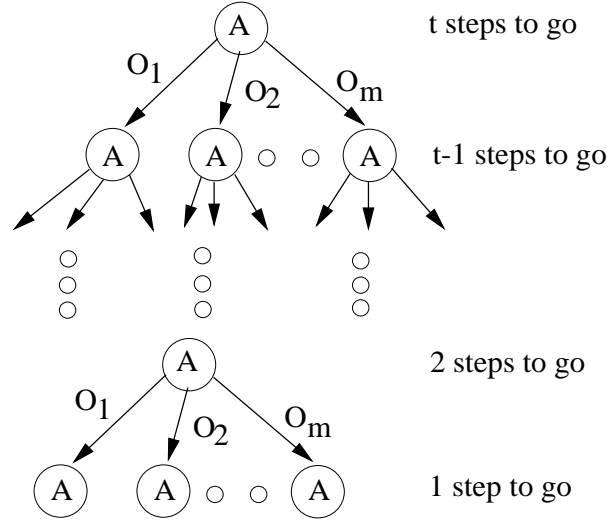 A t steps to go
O1 O2 Om
A A A t-1 steps to go
A 2 steps to go
O1 O2 Om
A A A 1 step to go